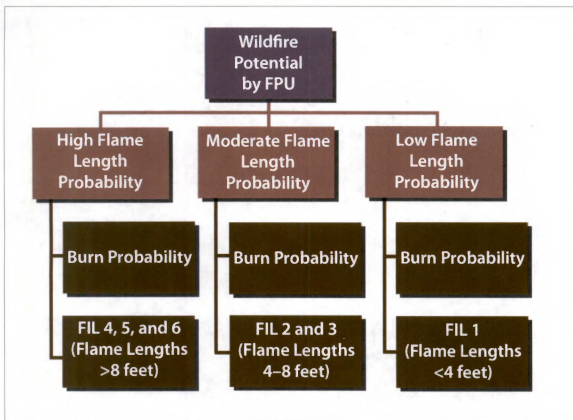 Wildfire
Potential
by FPU
High Flame
Length
Probability
Moderate Flame
Length
Probability
Low Flame
Length
Probability
Burn Probability
Burn Probability
Burn Probability
FIL 4, 5, and 6
(Flame Lengths
>8 feet)
FIL 2 and 3
(Flame Lengths
4–8 feet)
FIL 1
(Flame Lengths
<4 feet)